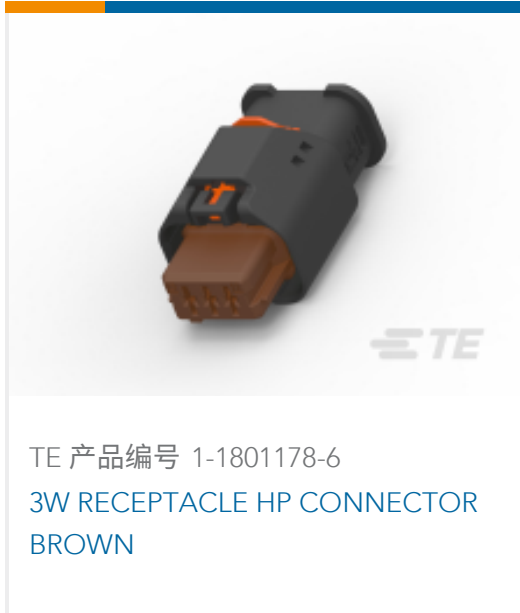 TE
TE 产品编号 1-1801178-6
3W RECEPTACLE HP CONNECTOR
BROWN